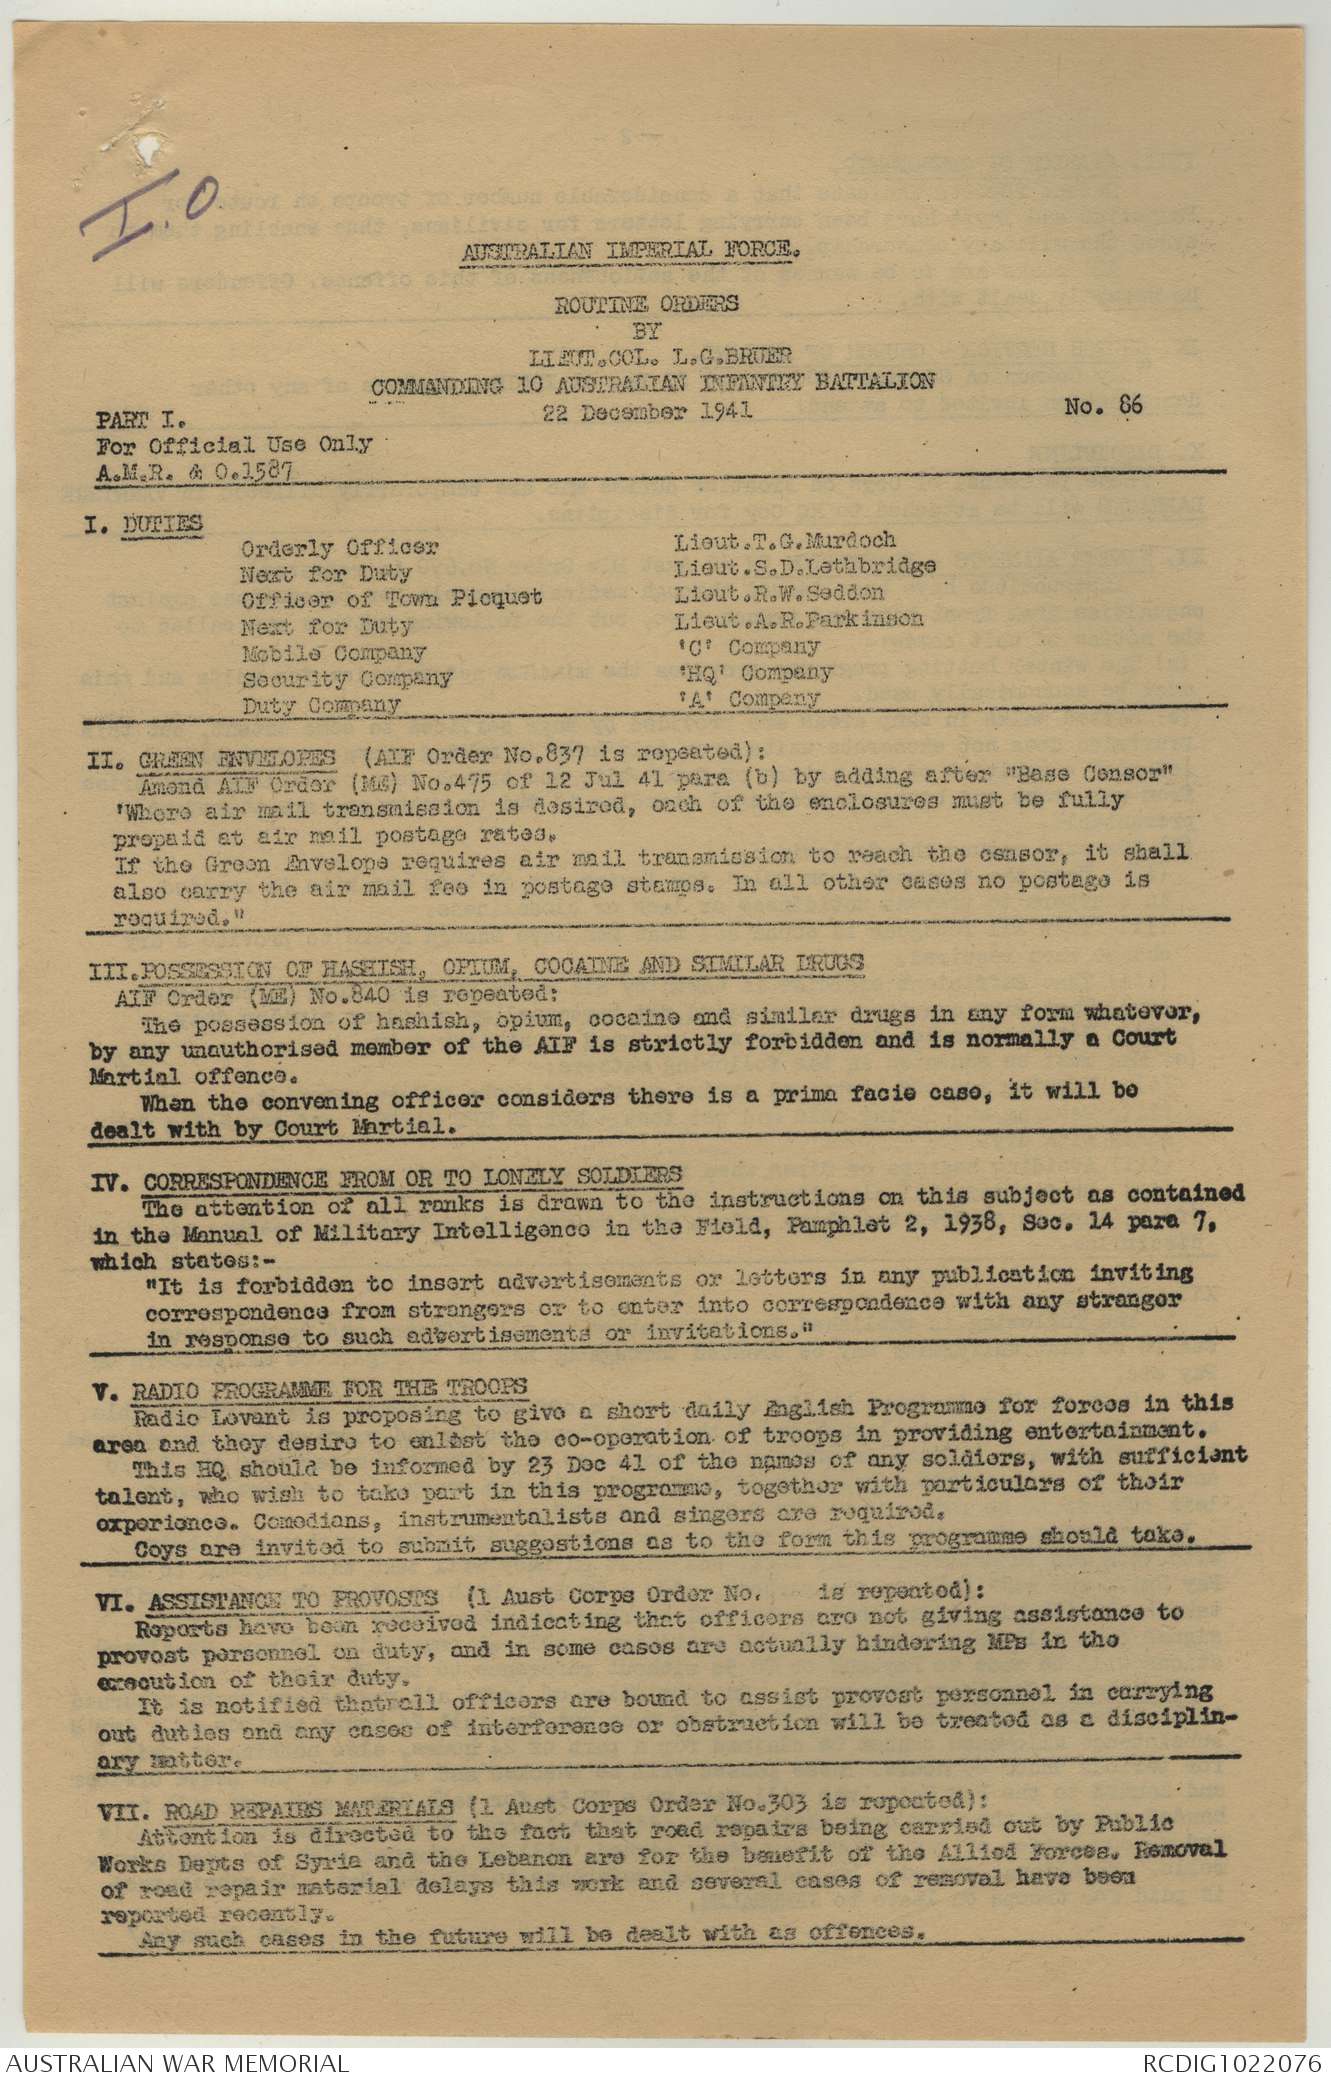 I.O
AUSTRALIAN IMPERIAL FORCE.
ROUTINE ORDERS
BY
LIEUT.COL. L.G.BRUER
COMMANDING 10 AUSTRALIAN INFANTRY BATTALION
22 December 1941
No. 86
PART I.
For Official Use Only
A.M.R. & O.1587
I. DUTIES
Orderly Officer Lieut.T.G.Murdoch
Next for Duty Lieut.S.D.Lethbridge
Officer of Town Picquet Lieut.R.W.Seddon
Next for Duty Lieut.A.R.Parkinson
Mobile Company 'C' Company
Security Company 'HQ' Company
Duty Company 'A' Company
II. GREEN ENVELOPES (AIF Order No.837 is repeated):
Amend AIF Order (ME) No.475 of 12 Jul 41 para (b) by adding after "Base Censor"
'Where air mail transmission is desired, each of the enclosures must be fully
prepaid at air mail postage rates.
If the Green Envelope requires air mail transmission to reach the censor, it shall
also carry the air mail fee in postage stamps. In all other cases no postage is
required."
III.POSSESSION OF HASHISH, OPIUM, COCAINE AND SIMILAR DRUGS
AIF Order (ME) No.840 is repeated:
The possession of hashish, opium, cocaine and similar drugs in any form whatever,
by any unauthorised member of the AIF is strictly forbidden and is normally a Court
Martial offence.
When the convening officer considers there is a prima facie case, it will be
dealt with by Court Martial.
IV. CORRESPONDENCE FROM OR TO LONELY SOLDIERS
The attention of all ranks is drawn to the instructions on this subject as contained
in the Manual of Military Intelligence in the Field, Pamphlet 2, 1938, Sec. 14 para 7,
which states:-
"It is forbidden to insert advertisements or letters in any publication inviting
correspondence from strangers or to enter into correspondence with any stranger
in response to such advertisements or invitations."
V. RADIO PROGRAMME FOR THE TROOPS
Radio Levant is proposing to give a short daily English Programme for forces in this
area and they desire to enlist the co-operation of troops in providing entertainment.
This HQ should be informed by 23 Dec 41 of the names of any soldiers, with sufficient
talent, who wish to take part in this programme, together with particulars of their
experience. Comedians, instrumentalists and singers are required.
Coys are invited to submit suggestions as to the form this programme should take.
VI. ASSISTANCE TO PROVOSTS (1 Aust Corps Order No. is repeated):
Reports have been received indicating that officers are not giving assistance to
provost personnel on duty, and in some cases are actually hindering MPs in the
execution of their duty.
It is notified that all officers are bound to assist provost personnel in carrying
out duties and any cases of interference or obstruction will be treated as a disciplin-
ary matter.
VII. ROAD REPAIRS MATERIALS (1 Aust Corps Order No.303 is repeated):
Attention is directed to the fact that road repairs being carried out by Public
Works Depts of Syria and the Lebanon are for the benefit of the Allied Forces. Removal
of road repair material delays this work and several cases of removal have been
reported recently.
Any such cases in the future will be dealt with as offences.
AUSTRALIAN WAR MEMORIAL
RCDIG1022076